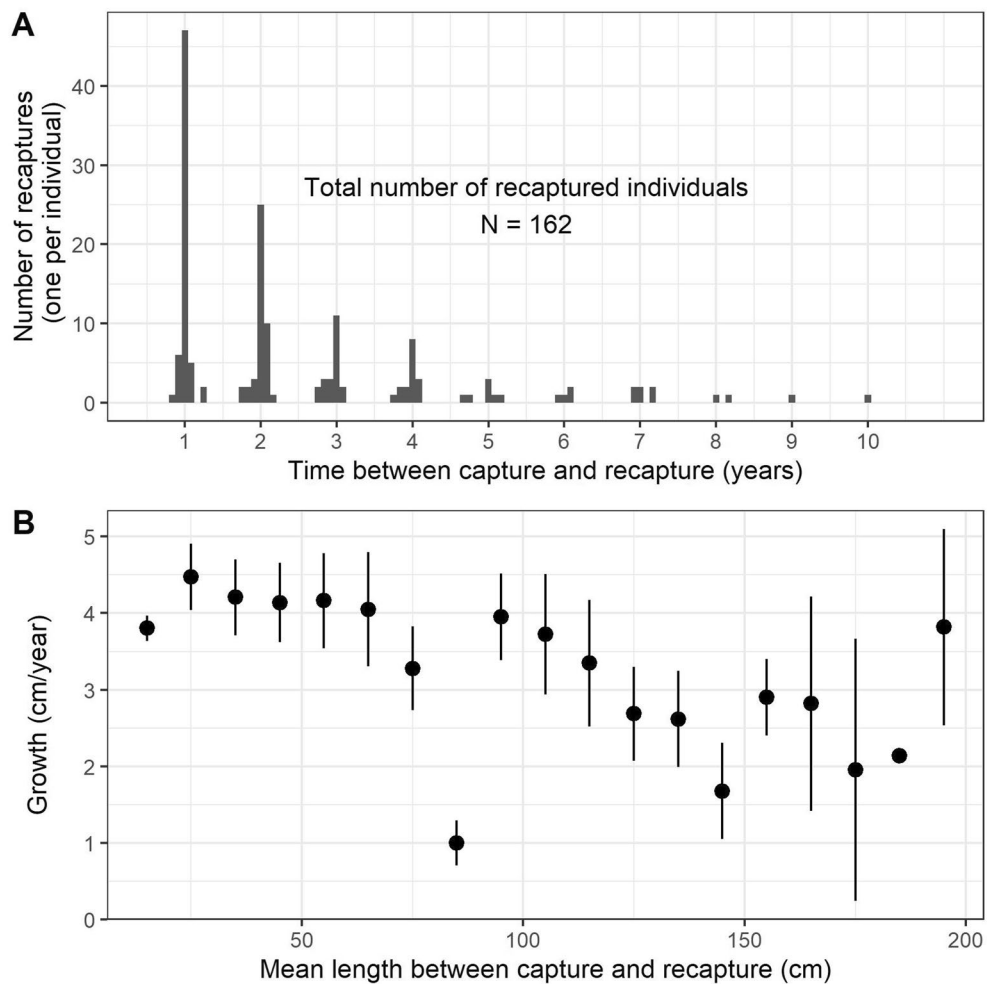 A
Number of recaptures
(one per individual)
40
30
20
10
0
Total number of recaptured individuals
N = 162
1 2 3 4 5 6 7 8 9 10
Time between capture and recapture (years)
B
Growth (cm/year)
5
4
3
2
1
0
50 100 150 200
Mean length between capture and recapture (cm)